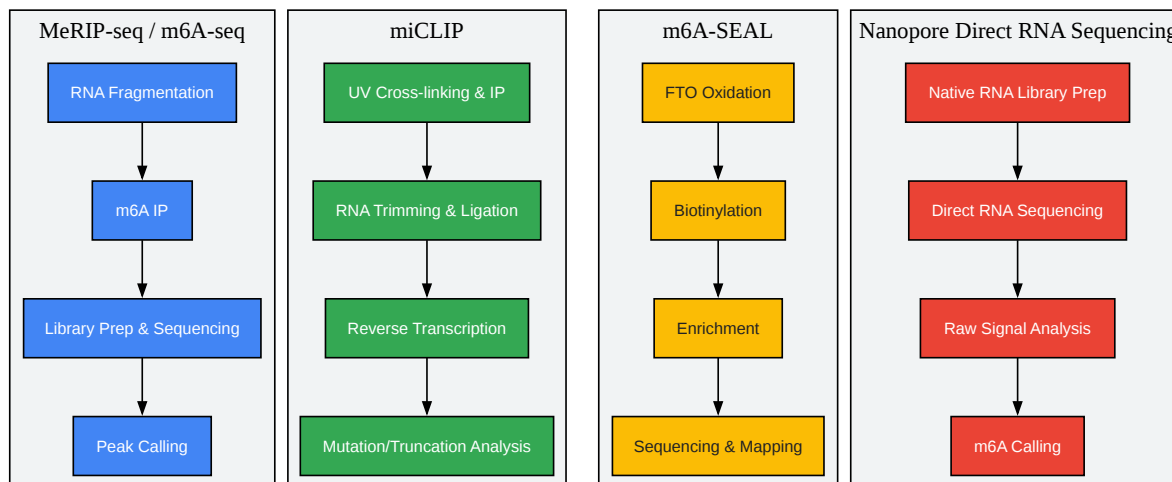 MeRIP-seq / m6A-seq
RNA Fragmentation
m6A IP
Library Prep & Sequencing
Peak Calling
miCLIP
UV Cross-linking & IP
RNA Trimming & Ligation
Reverse Transcription
Mutation/Truncation Analysis
m6A-SEAL
FTO Oxidation
Biotinylation
Enrichment
Sequencing & Mapping
Nanopore Direct RNA Sequencing
Native RNA Library Prep
Direct RNA Sequencing
Raw Signal Analysis
m6A Calling